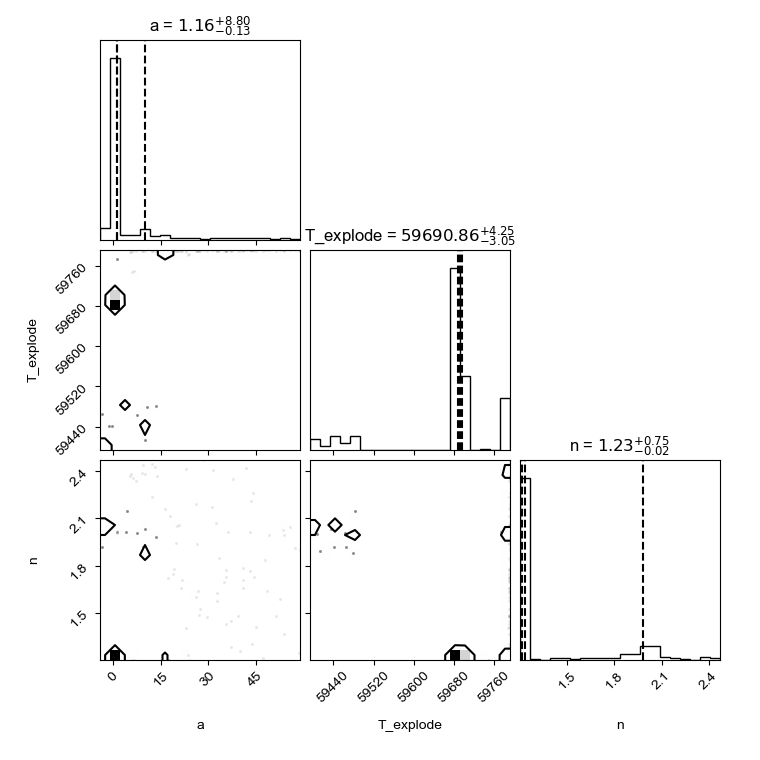 a = 1.16 +8.80 −0.13
T_explode = 59690.86 +4.25 −3.05
59760
59680
59600
59520
59440
T_explode
n = 1.23 +0.75 −0.02
2.4
2.1
1.8
1.5
n
0 15 30 45
59440 59520 59600 59680 59760
1.5 1.8 2.1 2.4
a T_explode n